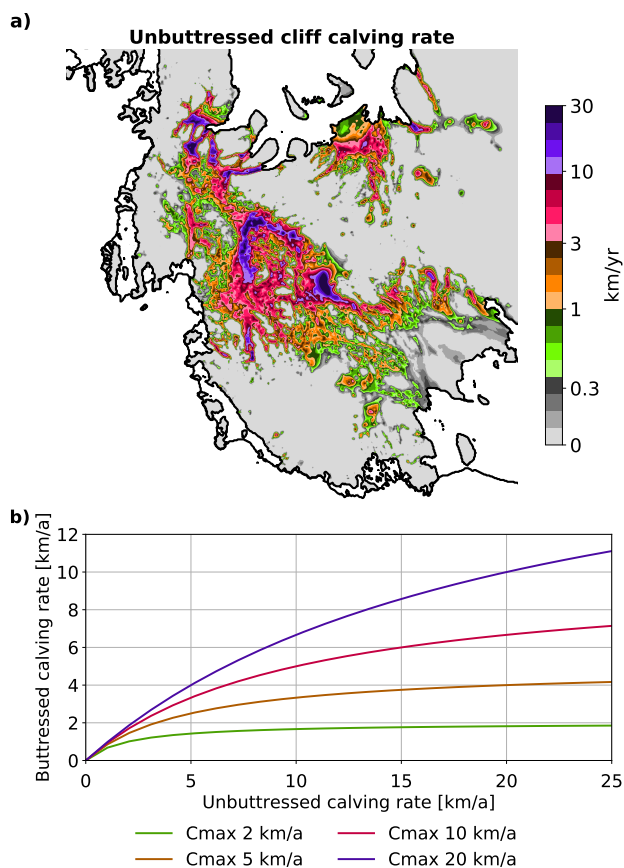 a)
Unbuttressed cliff calving rate
30
10
3
1
0.3
0
km/yr
b)
Buttressed calving rate [km/a]
12
10
8
6
4
2
0
0 5 10 15 20 25
Unbuttressed calving rate [km/a]
Cmax 2 km/a Cmax 10 km/a
Cmax 5 km/a Cmax 20 km/a